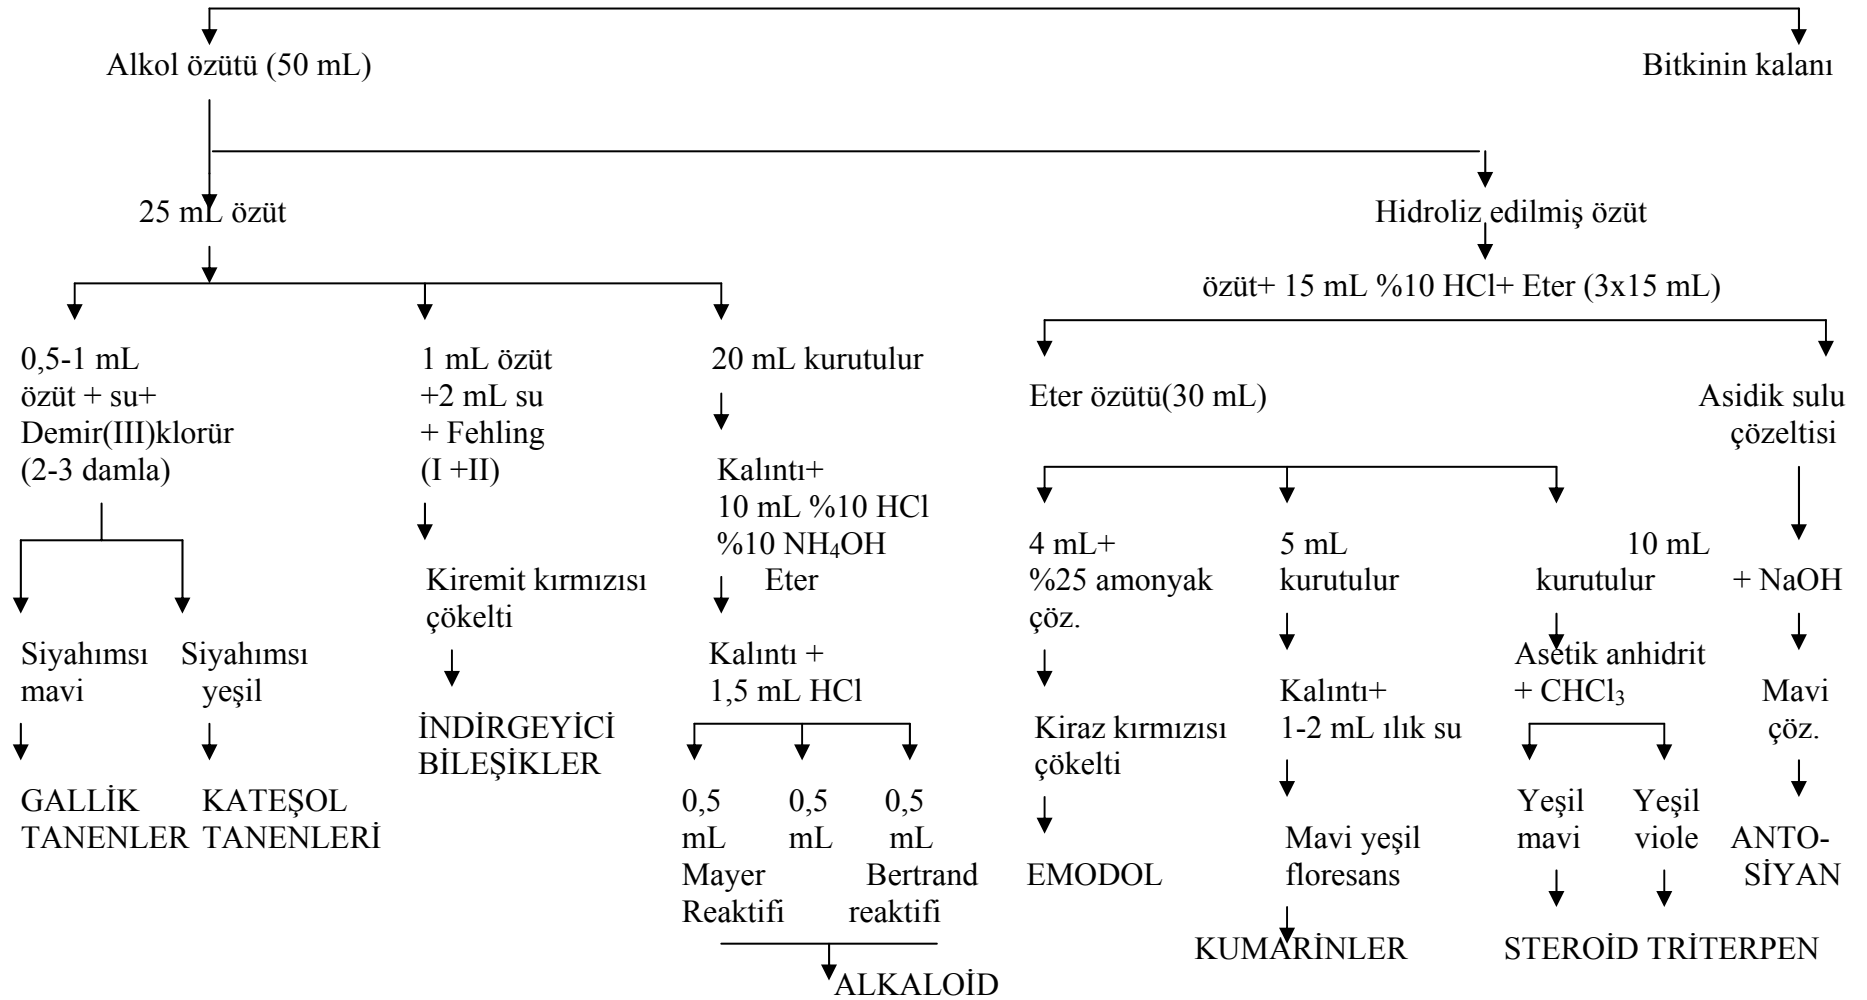 Alkol özütü (50 mL)
Bitkinin kalanı
25 mL özüt
Hidroliz edilmiş özüt
özüt+ 15 mL %10 HCl+ Eter (3x15 mL)
0,5-1 mL
özüt + su+
Demir(III)klorür
(2-3 damla)
1 mL özüt
+2 mL su
+ Fehling
(I +II)
20 mL kurutulur
Eter özütü(30 mL)
Asidik sulu
çözeltisi
Kalıntı+
10 mL %10 HCl
%10 NH₄OH
Eter
4 mL+
%25 amonyak
çöz.
5 mL
kurutulur
10 mL
kurutulur
+ NaOH
Kiremit kırmızısı
çökelti
Siyahımsı
mavi
Siyahımsı
yeşil
Kalıntı +
1,5 mL HCl
Asetik anhidrit
+ CHCl₃
Kalıntı+
1-2 mL ılık su
Mavi
çöz.
İNDİRGEYİCİ
BİLEŞİKLER
Kiraz kırmızısı
çökelti
GALLİK
TANENLER
KATEŞOL
TANENLERİ
0,5
mL
Mayer
Reaktifi
0,5
mL
0,5
mL
Bertrand
reaktifi
Yeşil
mavi
Yeşil
viole
EMODOL
Mavi yeşil
floresans
ANTO-
SİYAN
KUMARİNLER
STEROİD TRİTERPEN
ALKALOİD